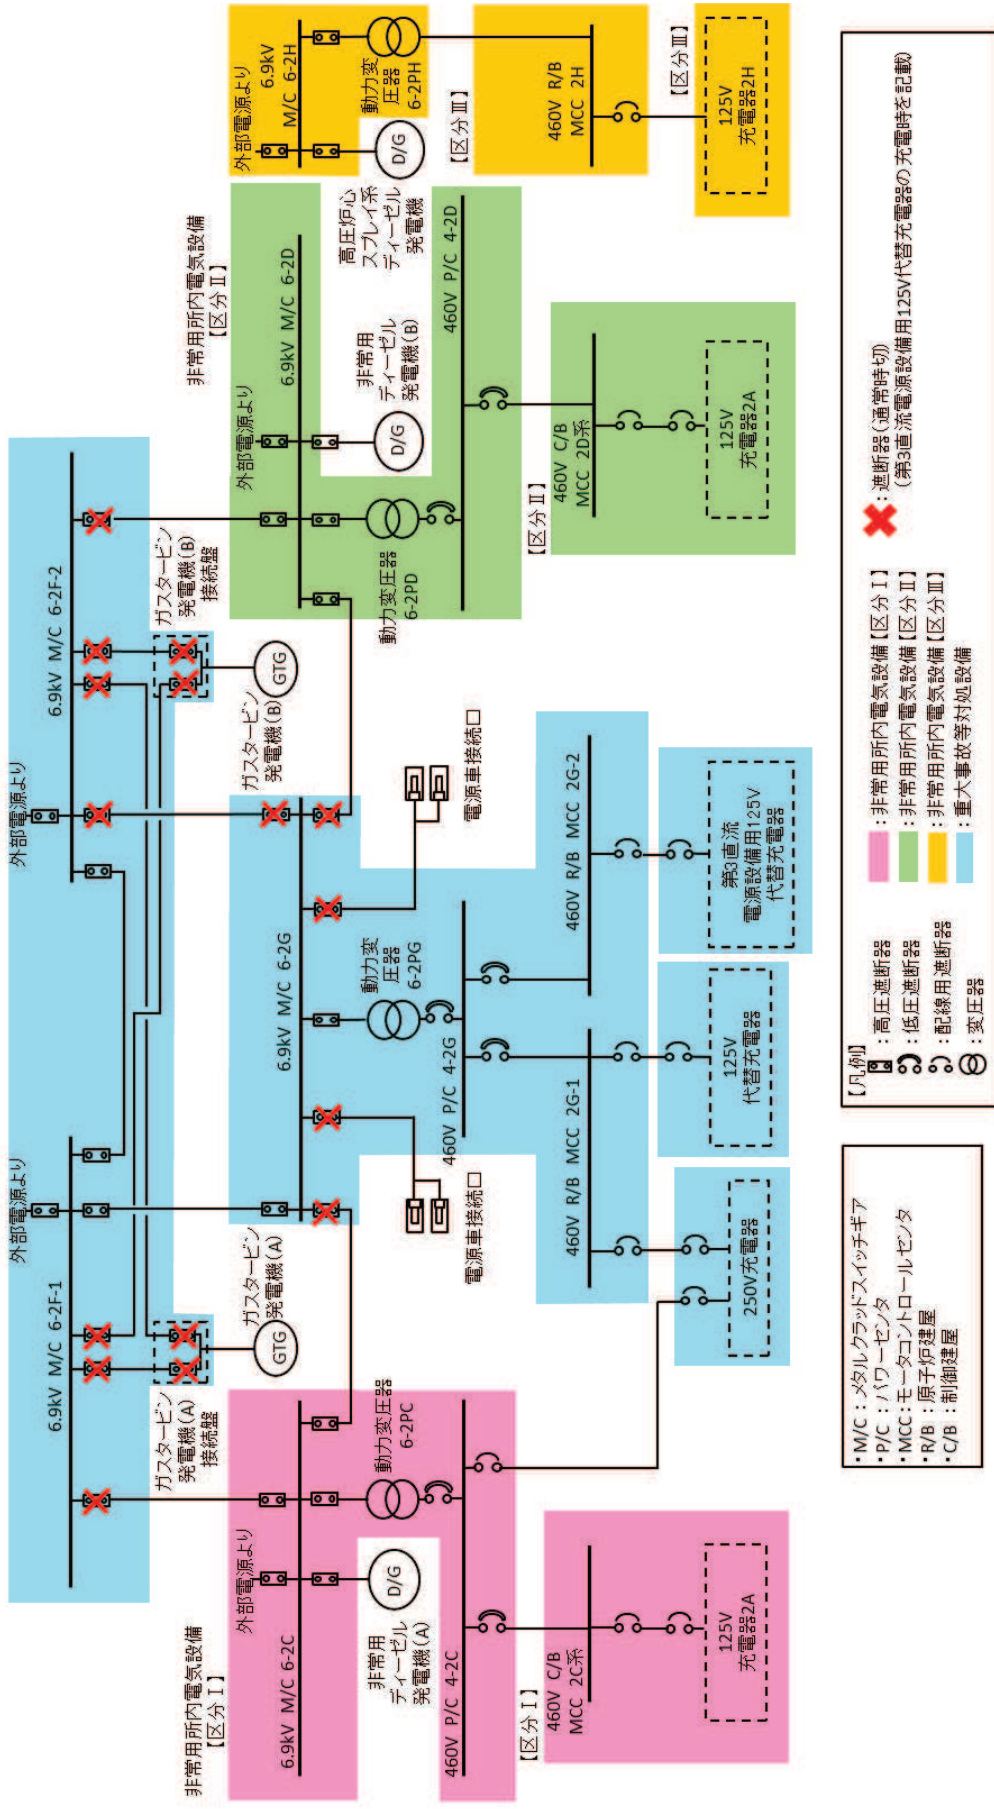 外部電源より
外部電源より
6.9kV M/C 6-2F-1
6.9kV M/C 6-2F-2
ガスタービン
発電機(A)
接続盤
GTG
ガスタービン
発電機(A)
ガスタービン
発電機(B)
接続盤
GTG
ガスタービン
発電機(B)
非常用所内電気設備
【区分Ⅰ】
外部電源より
6.9kV M/C 6-2C
D/G
非常用
ディーゼル
発電機(A)
動力変圧器
6-2PC
460V P/C 4-2C
【区分Ⅰ】
460V C/B
MCC 2C系
125V
充電器2A
6.9kV M/C 6-2G
電源車接続口
電源車接続口
動力変
圧器
6-2PG
460V P/C 4-2G
460V R/B MCC 2G-1
460V R/B MCC 2G-2
250V充電器
125V
代替充電器
第3直流
電源設備用125V
代替充電器
非常用所内電気設備
【区分Ⅱ】
外部電源より
6.9kV M/C 6-2D
D/G
非常用
ディーゼル
発電機(B)
動力変圧器
6-2PD
460V P/C 4-2D
【区分Ⅱ】
460V C/B
MCC 2D系
125V
充電器2A
外部電源より
6.9kV
M/C 6-2H
D/G
高圧炉心
スプレイ系
ディーゼル
発電機
動力変
圧器
6-2PH
【区分Ⅲ】
460V R/B
MCC 2H
【区分Ⅲ】
125V
充電器2H
・M/C：メタルクラッドスイッチギア
・P/C：パワーセンタ
・MCC：モータコントロールセンタ
・R/B：原子炉建屋
・C/B：制御建屋
【凡例】
：高圧遮断器
：低圧遮断器
：配線用遮断器
：変圧器
：非常用所内電気設備【区分Ⅰ】
：非常用所内電気設備【区分Ⅱ】
：非常用所内電気設備【区分Ⅲ】
：重大事故等対処設備
：遮断器(通常時切)
(第3直流電源設備用125V代替充電器の充電時を記載)